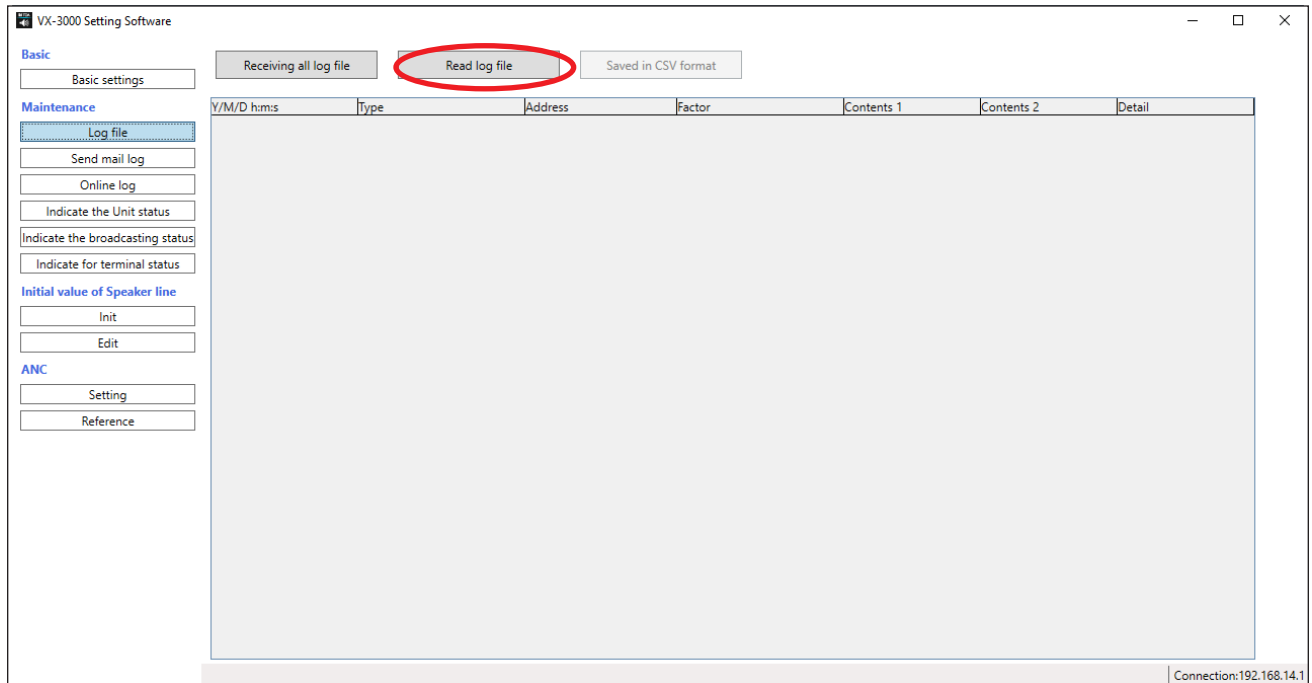 VX-3000 Setting Software
Basic
Basic settings
Maintenance
Log file
Send mail log
Online log
Indicate the Unit status
Indicate the broadcasting status
Indicate for terminal status
Initial value of Speaker line
Init
Edit
ANC
Setting
Reference
Receiving all log file Read log file Saved in CSV format
Y/M/D h:m:s Type Address Factor Contents 1 Contents 2 Detail
Connection:192.168.14.1